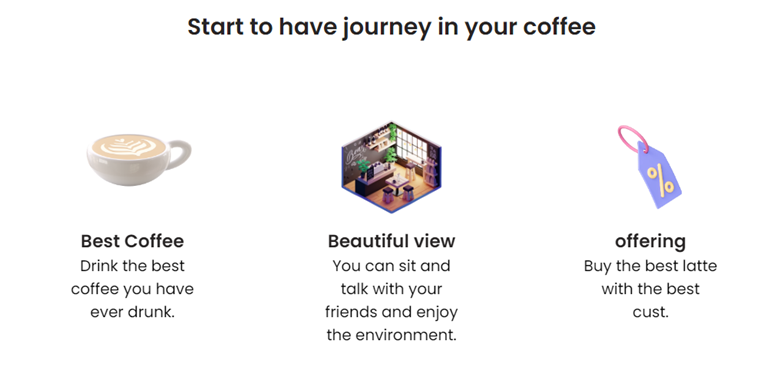 Start to have journey in your coffee
Best Coffee
Drink the best
coffee you have
ever drunk.
Beautiful view
You can sit and
talk with your
friends and enjoy
the environment.
offering
Buy the best latte
with the best
cust.